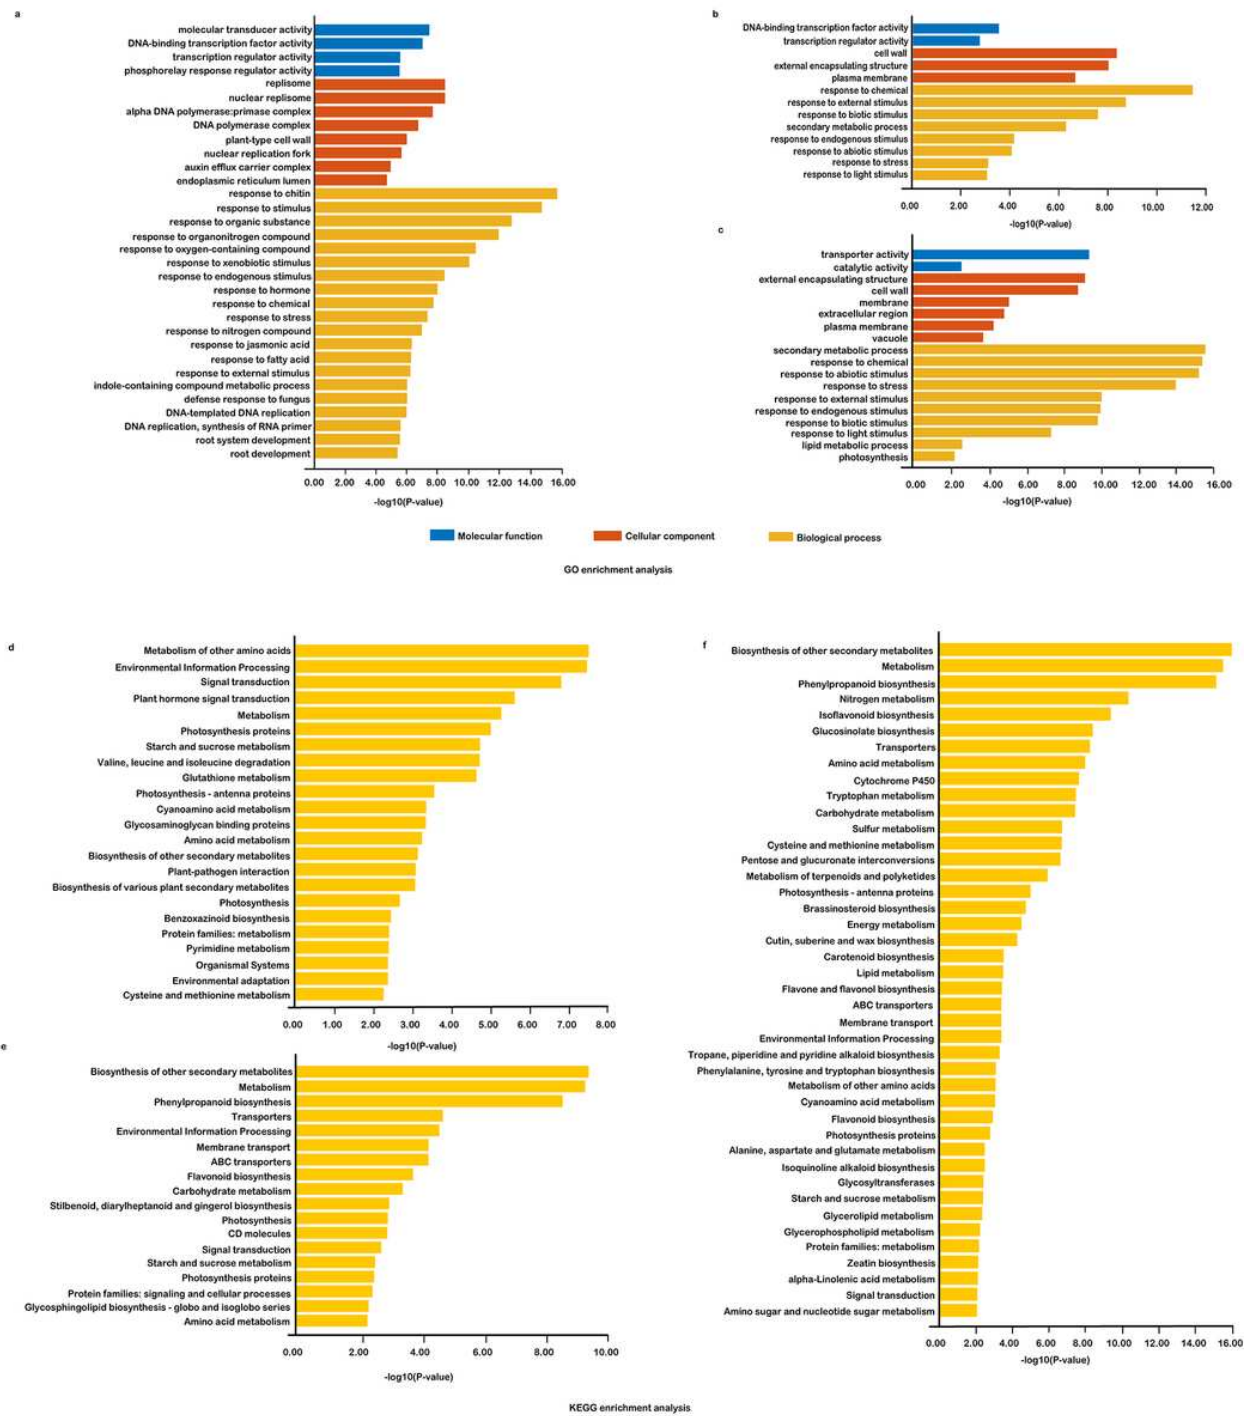 a
molecular transducer activity
DNA-binding transcription factor activity
transcription regulator activity
phosphorelay response regulator activity
replisome
nuclear replisome
alpha DNA polymerase:primase complex
DNA polymerase complex
plant-type cell wall
nuclear replication fork
auxin efflux carrier complex
endoplasmic reticulum lumen
response to chitin
response to stimulus
response to organic substance
response to organonitrogen compound
response to oxygen-containing compound
response to xenobiotic stimulus
response to endogenous stimulus
response to hormone
response to chemical
response to stress
response to nitrogen compound
response to jasmonic acid
response to fatty acid
response to external stimulus
indole-containing compound metabolic process
defense response to fungus
DNA-templated DNA replication
DNA replication, synthesis of RNA primer
root system development
root development
0.00 2.00 4.00 6.00 8.00 10.00 12.00 14.00 16.00
-log10(P-value)
b
DNA-binding transcription factor activity
transcription regulator activity
cell wall
external encapsulating structure
plasma membrane
response to chemical
response to external stimulus
response to biotic stimulus
secondary metabolic process
response to endogenous stimulus
response to abiotic stimulus
response to stress
response to light stimulus
0.00 2.00 4.00 6.00 8.00 10.00 12.00
-log10(P-value)
c
transporter activity
catalytic activity
external encapsulating structure
cell wall
membrane
extracellular region
plasma membrane
vacuole
secondary metabolic process
response to chemical
response to abiotic stimulus
response to stress
response to external stimulus
response to endogenous stimulus
response to biotic stimulus
response to light stimulus
lipid metabolic process
photosynthesis
0.00 2.00 4.00 6.00 8.00 10.00 12.00 14.00 16.00
-log10(P-value)
Molecular function Cellular component Biological process
GO enrichment analysis
d
Metabolism of other amino acids
Environmental Information Processing
Signal transduction
Plant hormone signal transduction
Metabolism
Photosynthesis proteins
Starch and sucrose metabolism
Valine, leucine and isoleucine degradation
Glutathione metabolism
Photosynthesis - antenna proteins
Cyanoamino acid metabolism
Glycosaminoglycan binding proteins
Amino acid metabolism
Biosynthesis of other secondary metabolites
Plant-pathogen interaction
Biosynthesis of various plant secondary metabolites
Photosynthesis
Benzoxazinoid biosynthesis
Protein families: metabolism
Pyrimidine metabolism
Organismal Systems
Environmental adaptation
Cysteine and methionine metabolism
0.00 1.00 2.00 3.00 4.00 5.00 6.00 7.00 8.00
-log10(P-value)
e
Biosynthesis of other secondary metabolites
Metabolism
Phenylpropanoid biosynthesis
Transporters
Environmental Information Processing
Membrane transport
ABC transporters
Flavonoid biosynthesis
Carbohydrate metabolism
Stilbenoid, diarylheptanoid and gingerol biosynthesis
Photosynthesis
CD molecules
Signal transduction
Starch and sucrose metabolism
Photosynthesis proteins
Protein families: signaling and cellular processes
Glycosphingolipid biosynthesis - globo and isoglobo series
Amino acid metabolism
0.00 2.00 4.00 6.00 8.00 10.00
-log10(P-value)
f
Biosynthesis of other secondary metabolites
Metabolism
Phenylpropanoid biosynthesis
Nitrogen metabolism
Isoflavonoid biosynthesis
Glucosinolate biosynthesis
Transporters
Amino acid metabolism
Cytochrome P450
Tryptophan metabolism
Carbohydrate metabolism
Sulfur metabolism
Cysteine and methionine metabolism
Pentose and glucuronate interconversions
Metabolism of terpenoids and polyketides
Photosynthesis - antenna proteins
Brassinosteroid biosynthesis
Energy metabolism
Cutin, suberine and wax biosynthesis
Carotenoid biosynthesis
Lipid metabolism
Flavone and flavonol biosynthesis
ABC transporters
Membrane transport
Environmental Information Processing
Tropane, piperidine and pyridine alkaloid biosynthesis
Phenylalanine, tyrosine and tryptophan biosynthesis
Metabolism of other amino acids
Cyanoamino acid metabolism
Flavonoid biosynthesis
Photosynthesis proteins
Alanine, aspartate and glutamate metabolism
Isoquinoline alkaloid biosynthesis
Glycosyltransferases
Starch and sucrose metabolism
Glycerolipid metabolism
Glycerophospholipid metabolism
Protein families: metabolism
Zeatin biosynthesis
alpha-Linolenic acid metabolism
Signal transduction
Amino sugar and nucleotide sugar metabolism
0.00 2.00 4.00 6.00 8.00 10.00 12.00 14.00 16.00
-log10(P-value)
KEGG enrichment analysis